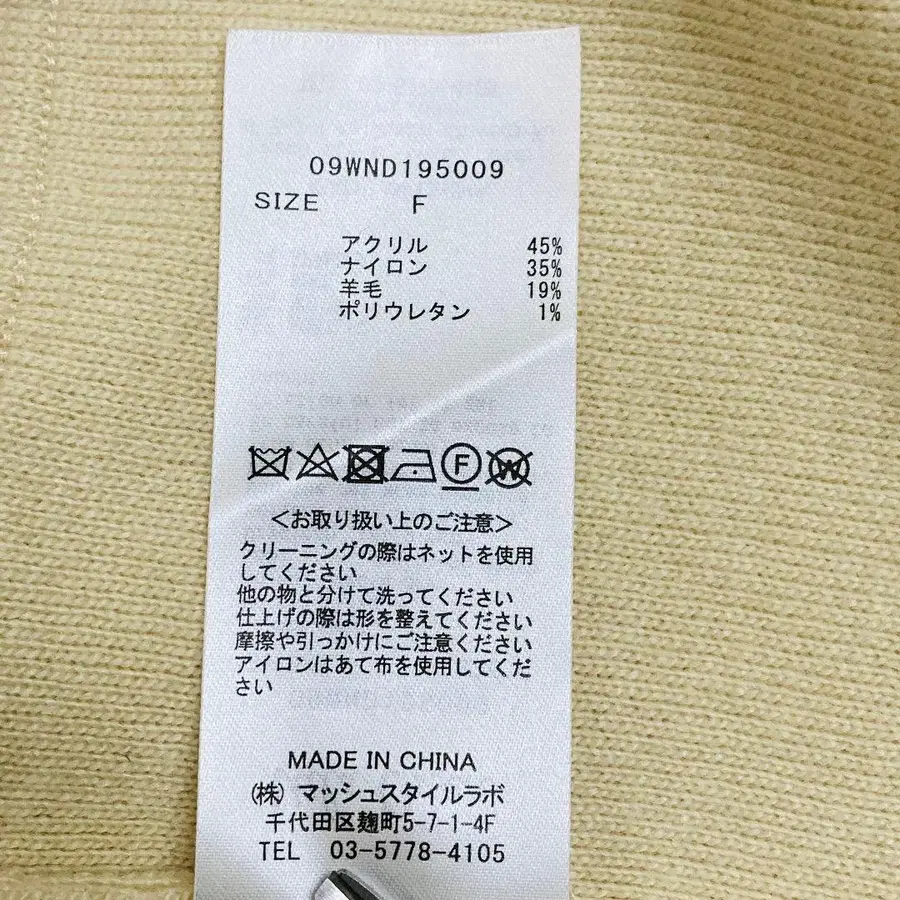 09WND195009
SIZE F
アクリル 45%
ナイロン 35%
羊毛 19%
ポリウレタン 1%
F
W
<お取り扱い上のご注意>
クリーニングの際はネットを使用
してください
他の物と分けて洗ってください
仕上げの際は形を整えてください
摩擦や引っかけにご注意ください
アイロンはあて布を使用してくだ
さい
MADE IN CHINA
(株) マッシュスタイルラボ
千代田区麹町5-7-1-4F
TEL 03-5778-4105